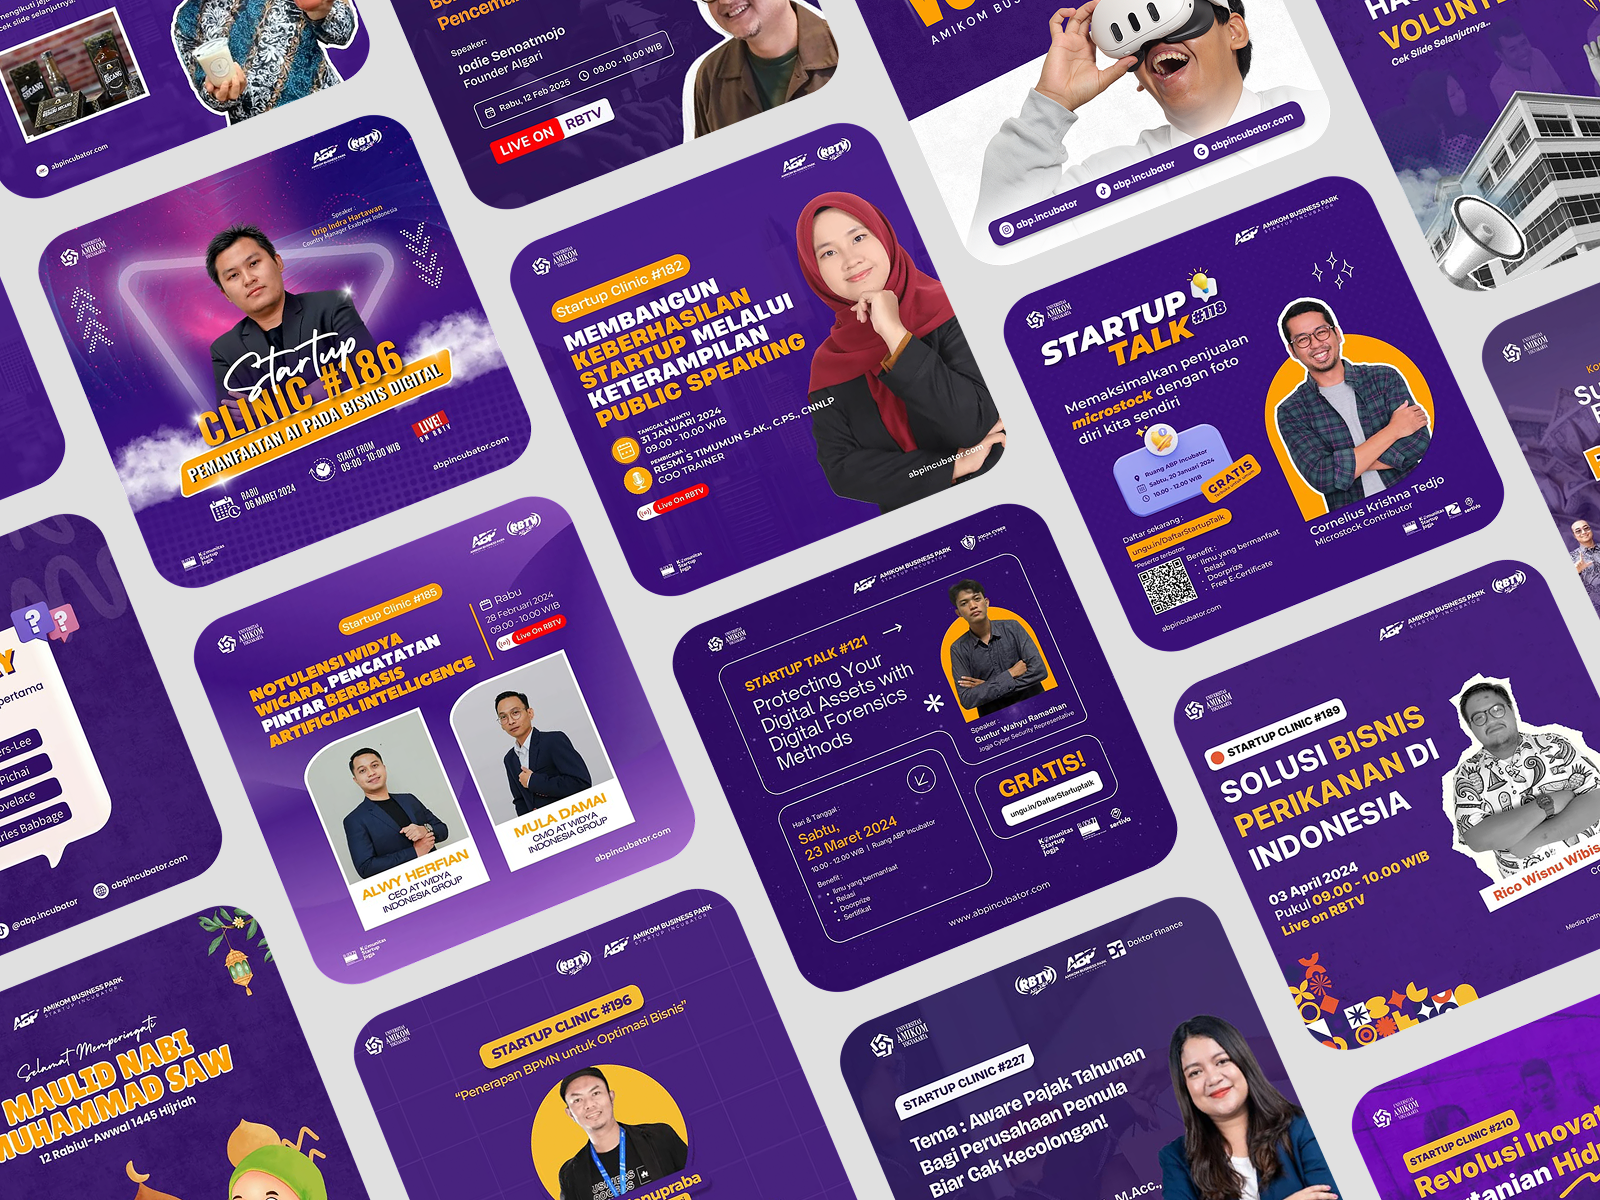 mengikuti
cek slide selanjutnya.
abpincubator.com
Pencemar
Speaker:
Jodie Senoatmojo
Founder Algari
Rabu, 12 Feb 2025
09.00 - 10.00 WIB
LIVE ON RBTV
abp.incubator
abp.incubator
abpincubator.com
VOLUNTE
Cek Slide Selanjutnya..
UNIVERSITAS
AMIKOM
YOGYAKARTA
ABP
RBTV
Speaker :
Urip Indra Hartawan
Country Manager Exabytes Indonesia
Startup
CLINIC #186
PEMANFAATAN AI PADA BISNIS DIGITAL
RABU
06 MARET 2024
START FROM
09:00 - 10:00 WIB
LIVE!
ON RBTV
abpincubator.com
Komunitas
Startup
Jogja
UNIVERSITAS
AMIKOM
YOGYAKARTA
ABP
RBTV
Startup Clinic #182
MEMBANGUN
KEBERHASILAN
STARTUP MELALUI
KETERAMPILAN
PUBLIC SPEAKING
TANGGAL & WAKTU
31 JANUARI 2024
09.00 - 10.00 WIB
PEMBICARA :
RESMI S TIMUMUN S.AK., C.PS., CNNLP
COO TRAINER
Live On RBTV
abpincubator.com
Komunitas
Startup
Jogja
UNIVERSITAS
AMIKOM
YOGYAKARTA
ABP
AMIKOM BUSINESS PARK
STARTUP INCUBATOR
STARTUP
TALK #118
Memaksimalkan penjualan
microstock dengan foto
diri kita sendiri
Ruang ABP Incubator
Sabtu, 20 Januari 2024
10.00 - 12.00 WIB
GRATIS
Daftar sekarang :
ungu.in/DaftarStartupTalk
*Peserta terbatas
Benefit :
Ilmu yang bermanfaat
Relasi
Doorprize
Free E-Certificate
abpincubator.com
Cornelius Krishna Tedjo
Microstock Contributor
Komunitas
Startup
Jogja
sertiva
UNIVERSITAS
AMIKOM
YOGYAKARTA
pertama
ers-Lee
Pichai
ovelace
arles Babbage
@abp.incubator
abpincubator.com
UNIVERSITAS
AMIKOM
YOGYAKARTA
ABP
RBTV
Startup Clinic #185
NOTULENSI WIDYA
WICARA, PENCATATAN
PINTAR BERBASIS
ARTIFICIAL INTELLIGENCE
Rabu
28 Februari 2024
09.00 - 10.00 WIB
Live On RBTV
ALWY HERFIAN
CEO AT WIDYA
INDONESIA GROUP
MULA DAMAI
CMO AT WIDYA
INDONESIA GROUP
abpincubator.com
Komunitas
Startup
Jogja
UNIVERSITAS
AMIKOM
YOGYAKARTA
ABP
AMIKOM BUSINESS PARK
STARTUP INCUBATOR
JOGJA CYBER
STARTUP TALK #121
Protecting Your
Digital Assets with
Digital Forensics
Methods
Speaker :
Guntur Wahyu Ramadhan
Jogja Cyber Security Representative
Hari & Tanggal :
Sabtu,
23 Maret 2024
10.00 - 12.00 WIB | Ruang ABP Incubator
Benefit :
Ilmu yang bermanfaat
Relasi
Doorprize
Sertifikat
GRATIS!
ungu.in/DaftarStartuptalk
Komunitas
Startup
Jogja
sertiva
www.abpincubator.com
UNIVERSITAS
AMIKOM
YOGYAKARTA
ABP
AMIKOM BUSINESS PARK
STARTUP INCUBATOR
RBTV
STARTUP CLINIC #189
SOLUSI BISNIS
PERIKANAN DI
INDONESIA
03 April 2024
Pukul 09.00 - 10.00 WIB
Live on RBTV
Rico Wisnu Wibis
ABP
AMIKOM BUSINESS PARK
STARTUP INCUBATOR
Selamat Memperingati
MAULID NABI
MUHAMMAD SAW
12 Rabiul-Awwal 1445 Hijriah
UNIVERSITAS
AMIKOM
YOGYAKARTA
RBTV
ABP
AMIKOM BUSINESS PARK
STARTUP INCUBATOR
STARTUP CLINIC #196
"Penerapan BPMN untuk Optimasi Bisnis"
anupraba
UNIVERSITAS
AMIKOM
YOGYAKARTA
RBTV
ABP
Doktor Finance
STARTUP CLINIC #227
Tema : Aware Pajak Tahunan
Bagi Perusahaan Pemula
Biar Gak Kecolongan!
M.Acc.,
UNIVERSITAS
AMIKOM
YOGYAKARTA
STARTUP CLINIC #210
Revolusi Inovat
tanian Hid